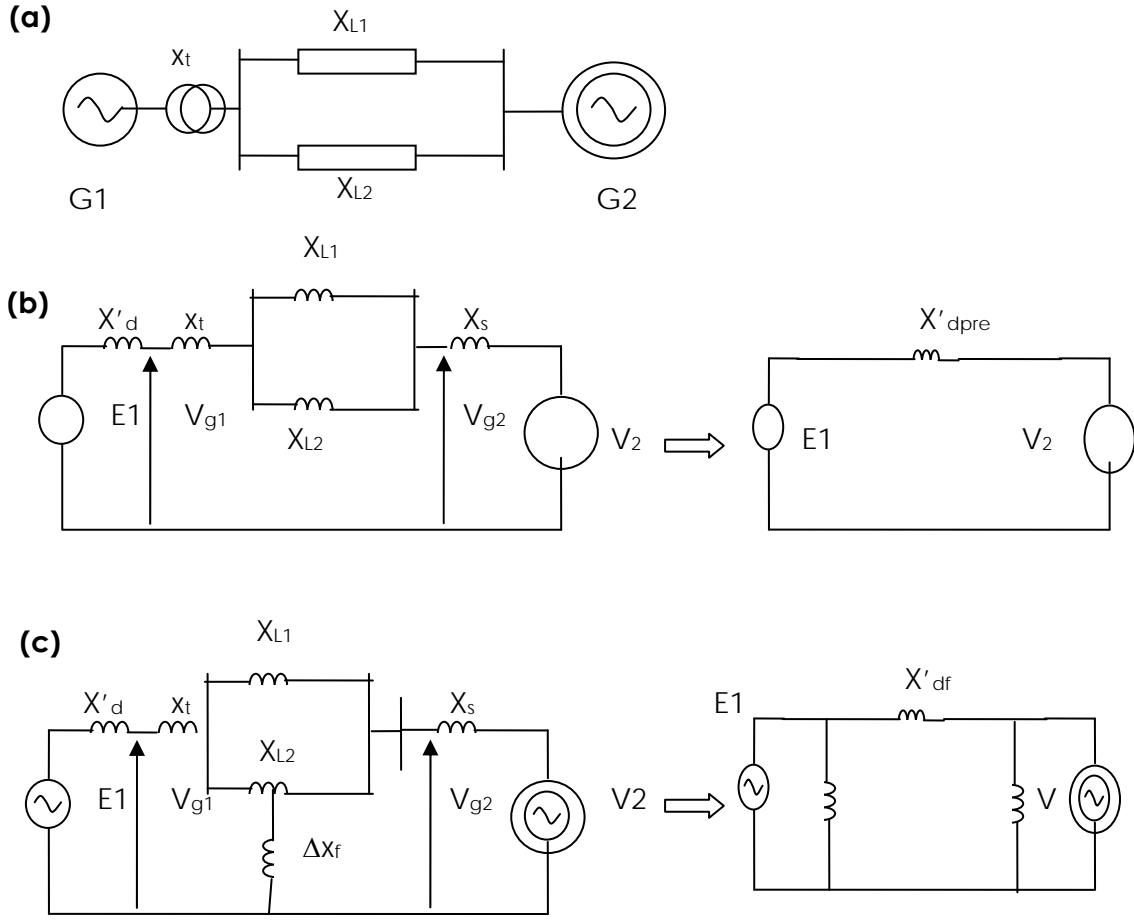 (a)
XL1
xt
XL2
G1
G2
XL1
(b)
X'd
xt
Xs
X'dpre
E1
Vg1
XL2
Vg2
V2
E1
V2
(c)
XL1
X'd
xt
Xs
E1
X'df
XL2
E1
Vg1
Vg2
V2
V
Δxf